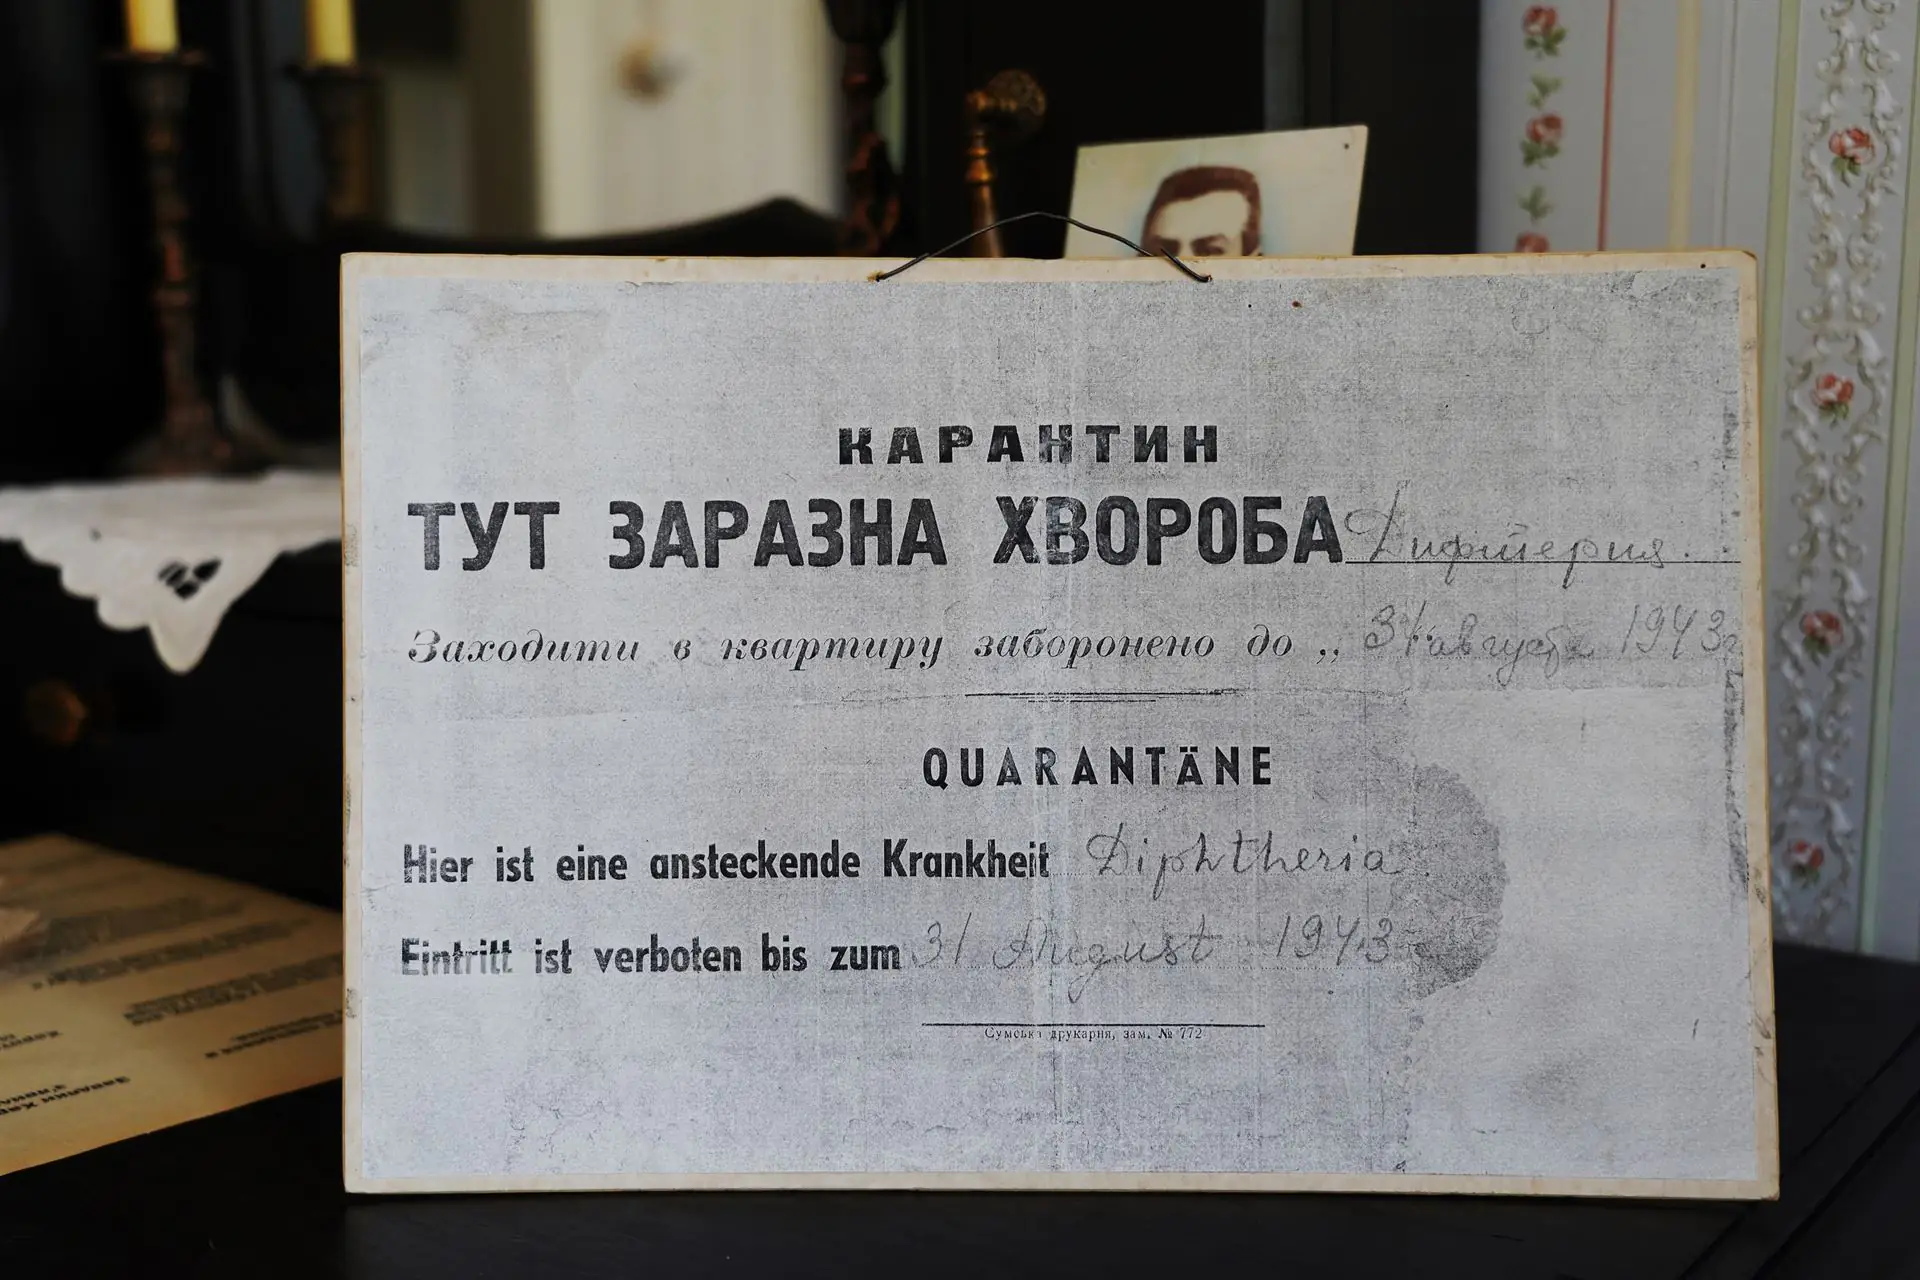 КАРАНТИН
ТУТ ЗАРАЗНА ХВОРОБА Дифтерия.
Заходити в квартиру заборонено до „ 31 августа 1943г
QUARANTÄNE
Hier ist eine ansteckende Krankheit Diphtheria
Eintritt ist verboten bis zum 31 August 1943
Сумська друкарня, зам. № 772